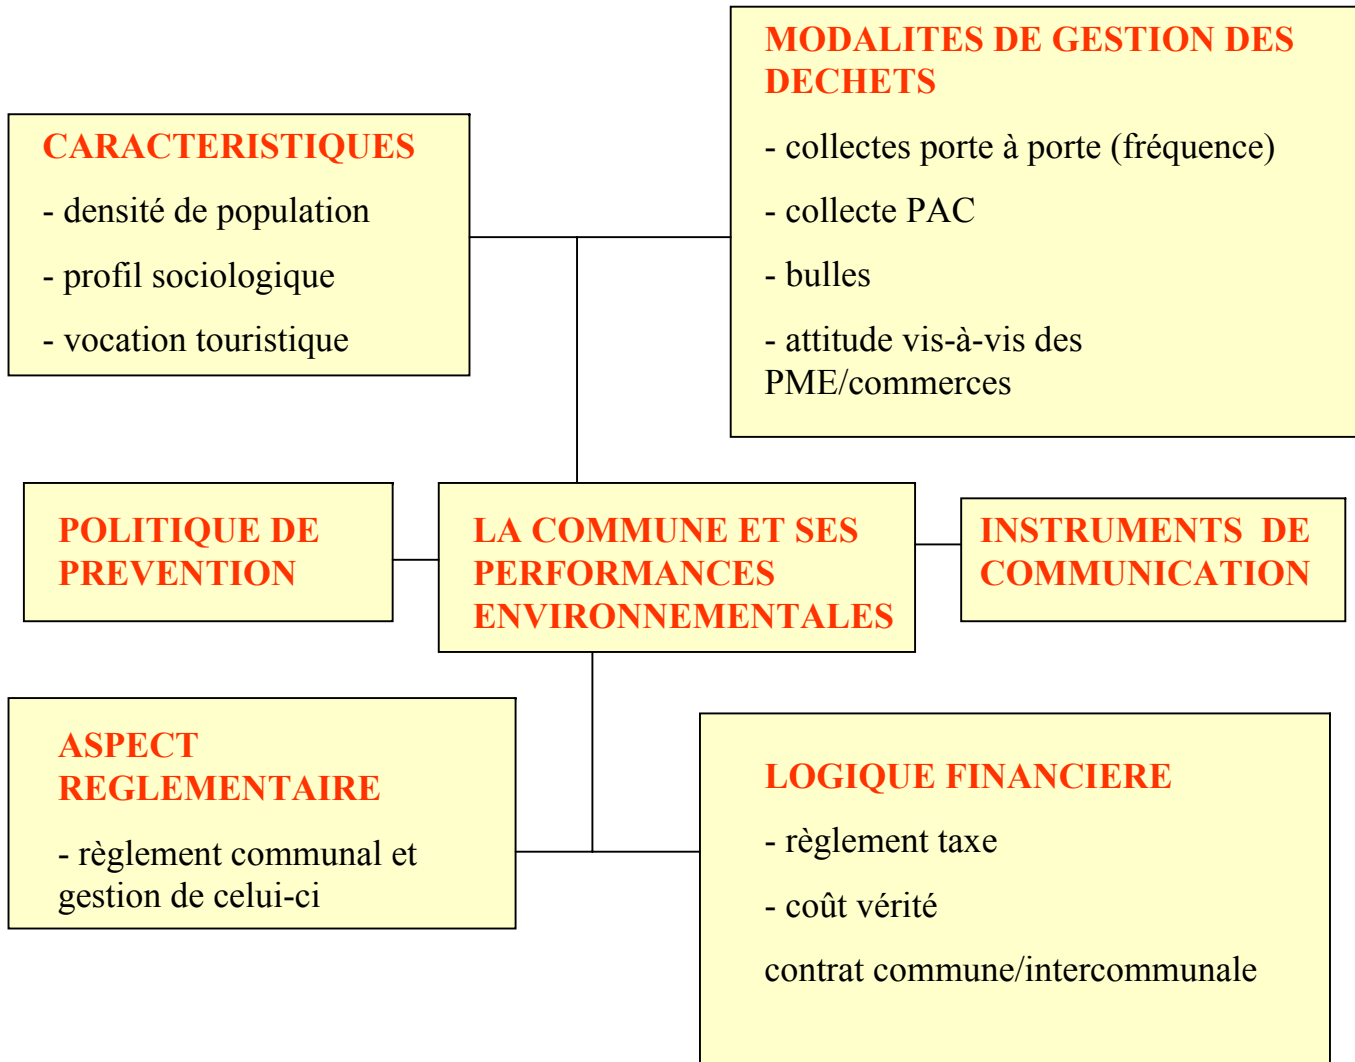 CARACTERISTIQUES
- densité de population
- profil sociologique
- vocation touristique
MODALITES DE GESTION DES
DECHETS
- collectes porte à porte (fréquence)
- collecte PAC
- bulles
- attitude vis-à-vis des
PME/commerces
POLITIQUE DE
PREVENTION
LA COMMUNE ET SES
PERFORMANCES
ENVIRONNEMENTALES
INSTRUMENTS DE
COMMUNICATION
ASPECT
REGLEMENTAIRE
- règlement communal et
gestion de celui-ci
LOGIQUE FINANCIERE
- règlement taxe
- coût vérité
contrat commune/intercommunale